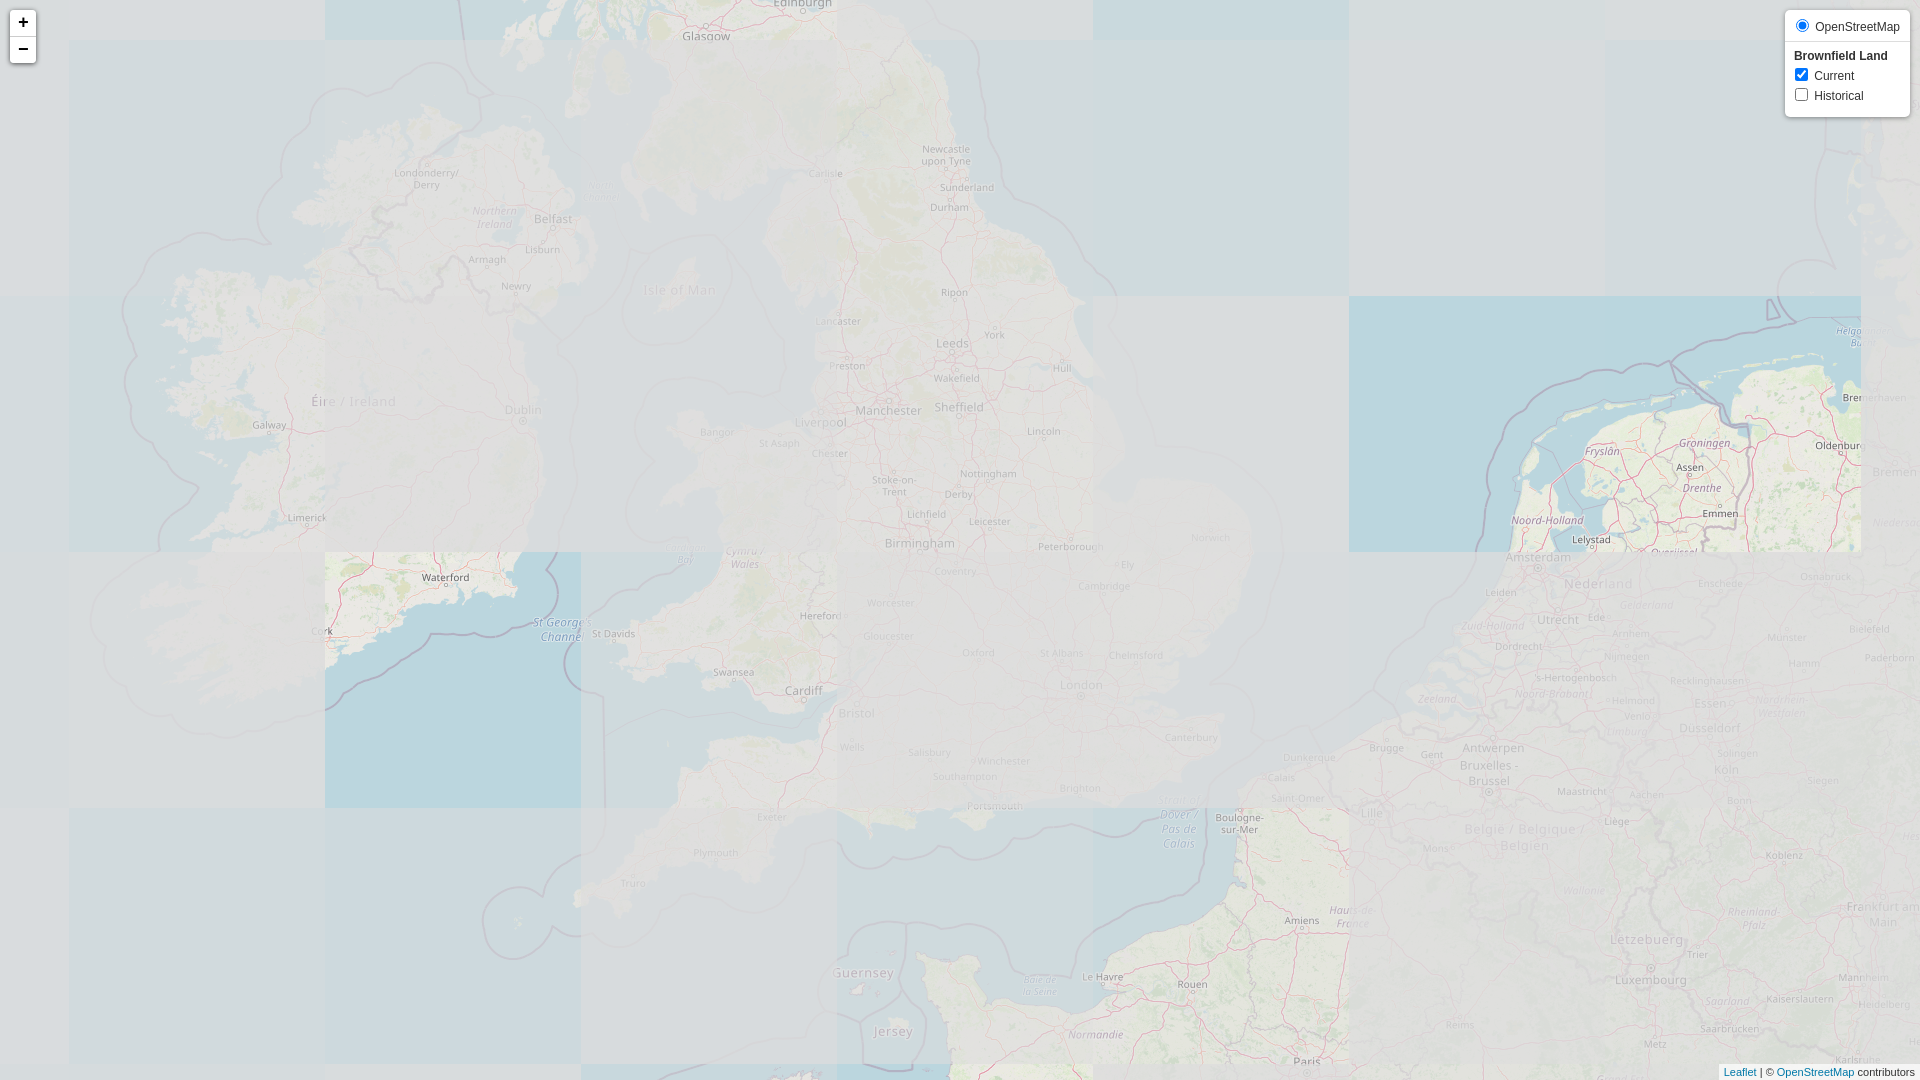 +
−
OpenStreetMap
Brownfield Land
Current
Historical
Edinburgh
Glasgow
Newcastle
upon Tyne
Carlisle
Londonderry/
Derry
Sunderland
Durham
Northern
Ireland
Belfast
Lisburn
Armagh
Newry
Isle of Man
Ripon
Lancaster
York
Leeds
Preston
Wakefield
Hull
Éire / Ireland
Dublin
Manchester
Sheffield
Galway
Liverpool
Bangor
St Asaph
Lincoln
Chester
Nottingham
Stoke-on-
Trent
Derby
Limerick
Lichfield
Leicester
Birmingham
Peterborough
Norwich
Cymru /
Wales
Coventry
Ely
Cambridge
Waterford
Worcester
Hereford
Cork
St George's
Channel
St Davids
Gloucester
Oxford
St Albans
Chelmsford
Swansea
Cardiff
London
Bristol
Canterbury
Wells
Salisbury
Winchester
Southampton
Brighton
Portsmouth
Exeter
Plymouth
Truro
Groningen
Fryslân
Oldenburg
Assen
Drenthe
Bremen
Emmen
Noord-Holland
Lelystad
Amsterdam
Nederland
Enschede
Osnabrück
Leiden
Gelderland
Utrecht
Ede
Zuid-Holland
Arnhem
Münster
Bielefeld
Dordrecht
Nijmegen
Hamm
Paderborn
's-Hertogenbosch
Recklinghausen
Zeeland
Noord-Brabant
Helmond
Essen
Nordrhein-
Westfalen
Venlo
Limburg
Düsseldorf
Brugge
Gent
Antwerpen
Dunkerque
Solingen
Bruxelles -
Brussel
Köln
Calais
Siegen
Maastricht
Aachen
Bonn
Saint-Omer
Dover /
Pas de
Calais
Boulogne-
sur-Mer
Lille
Liège
België / Belgique /
Belgien
Mons
Koblenz
Wallonie
Hauts-de-
France
Amiens
Rheinland-
Pfalz
Frankfurt am
Main
Lëtzebuerg
Trier
Guernsey
Le Havre
Baie de
la Seine
Rouen
Luxembourg
Mannheim
Saarland
Kaiserslautern
Heidelberg
Jersey
Normandie
Reims
Saarbrücken
Metz
Paris
Karlsruhe
Leaflet | © OpenStreetMap contributors